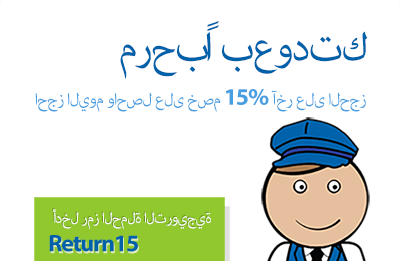 مرحباً بعودتك
احجز اليوم واحصل على خصم 15% آخر على الحجز
أدخل رمز الحملة الترويجية
Return15